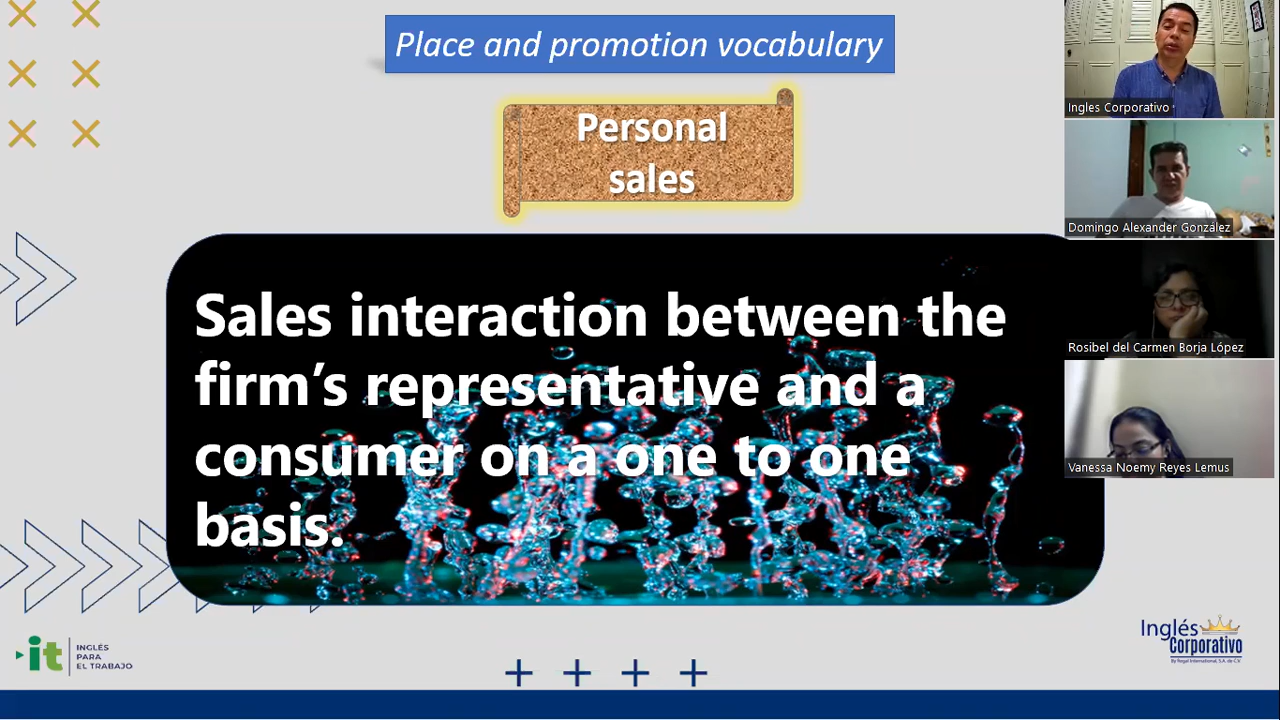 Place and promotion vocabulary
Personal
sales
Sales interaction between the
firm's representative and a
consumer on a one to one
basis.
Ingles Corporativo
Domingo Alexander González
Rosibel del Carmen Borja López
Vanessa Noemy Reyes Lemus
it
INGLÉS
PARA
EL TRABAJO
Inglés
Corporativo
By Regal International, S.A. de C.V.